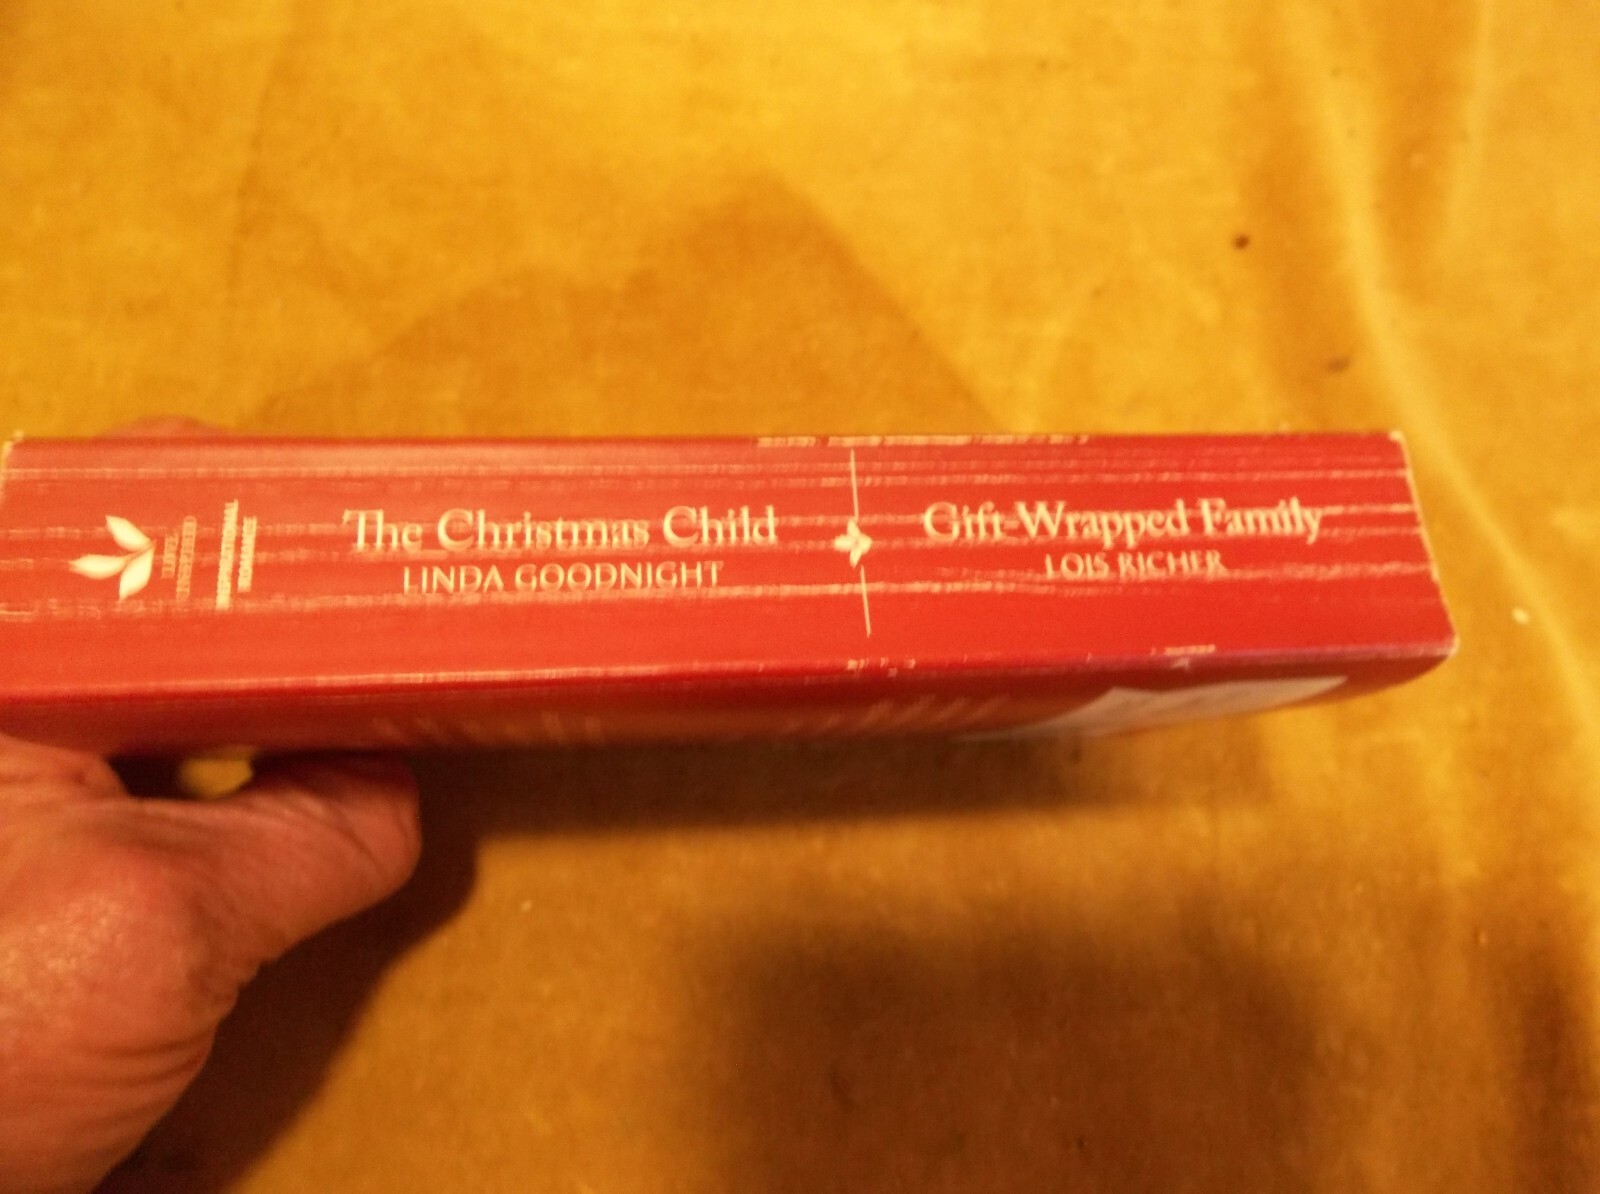 The Christmas Child
LINDA GOODNIGHT
Gift-Wrapped Family
LOIS RICHER